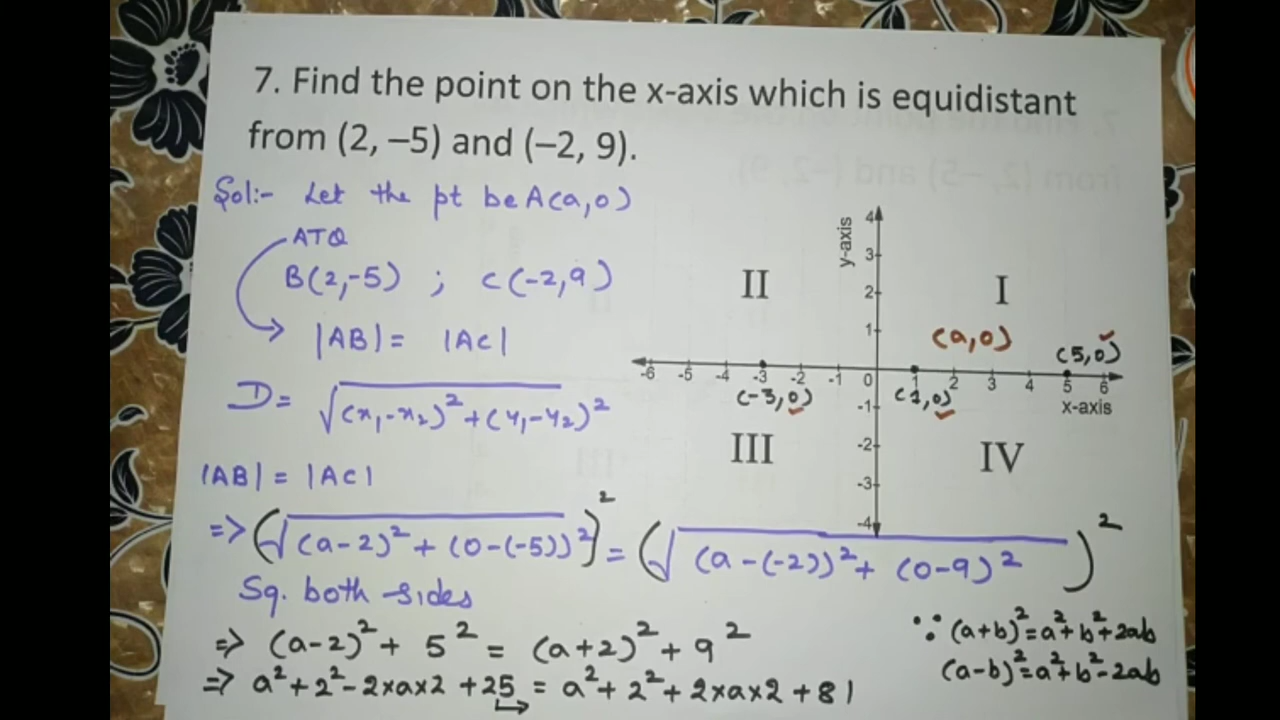 7. Find the point on the x-axis which is equidistant
from (2, –5) and (–2, 9).
Sol:- Let the pt be A(a,0)
ATQ
B(2,-5) ; C(-2,9)
|AB| = |AC|
D = √(x₁-x₂)²+(y₁-y₂)²
|AB| = |AC|
=> (√(a-2)² + (0-(-5))²)² = (√(a-(-2))² + (0-9)²)²
Sq. both sides
=> (a-2)² + 5² = (a+2)² + 9²
=> a² + 2² - 2×a×2 + 25 = a² + 2² + 2×a×2 + 81
y-axis
4
3
2
1
II
I
(a,0)
(5,0)
-6 -5 -4 -3 -2 -1 0 1 2 3 4 5 6
(-3,0)
(1,0)
x-axis
-1
-2
-3
-4
III
IV
∵ (a+b)²=a²+b²+2ab
(a-b)²=a²+b²-2ab